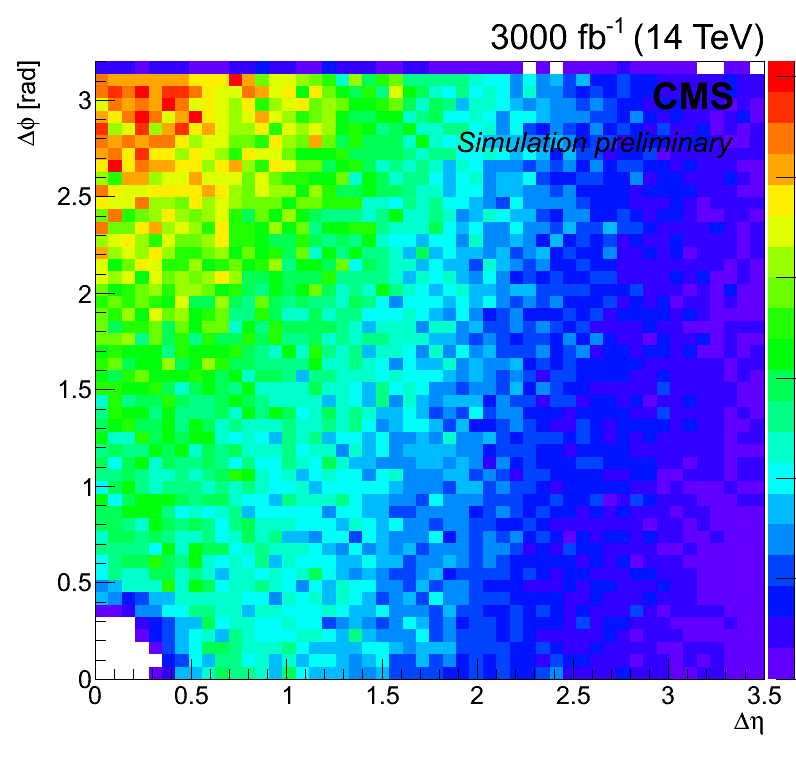 3000 fb-1 (14 TeV)
Δϕ [rad]
CMS
Simulation preliminary
3
2.5
2
1.5
1
0.5
0
0 0.5 1 1.5 2 2.5 3 3.5
Δη